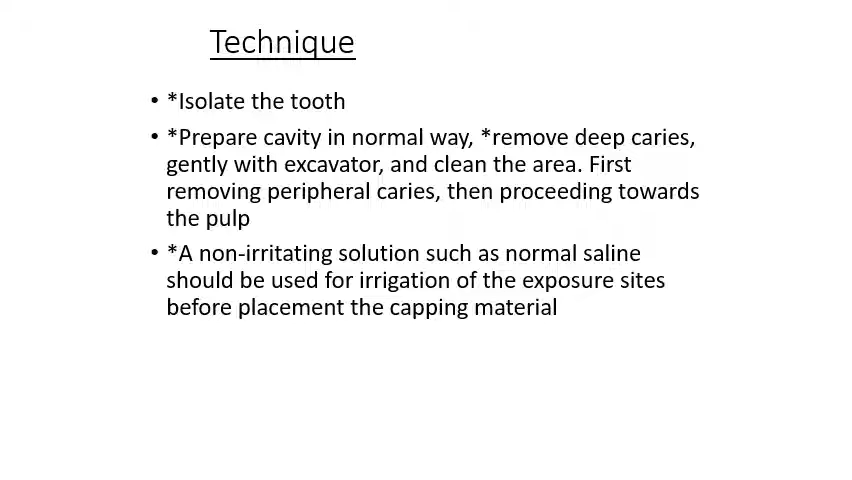 Technique
• *Isolate the tooth
• *Prepare cavity in normal way, *remove deep caries,
gently with excavator, and clean the area. First
removing peripheral caries, then proceeding towards
the pulp
• *A non-irritating solution such as normal saline
should be used for irrigation of the exposure sites
before placement the capping material